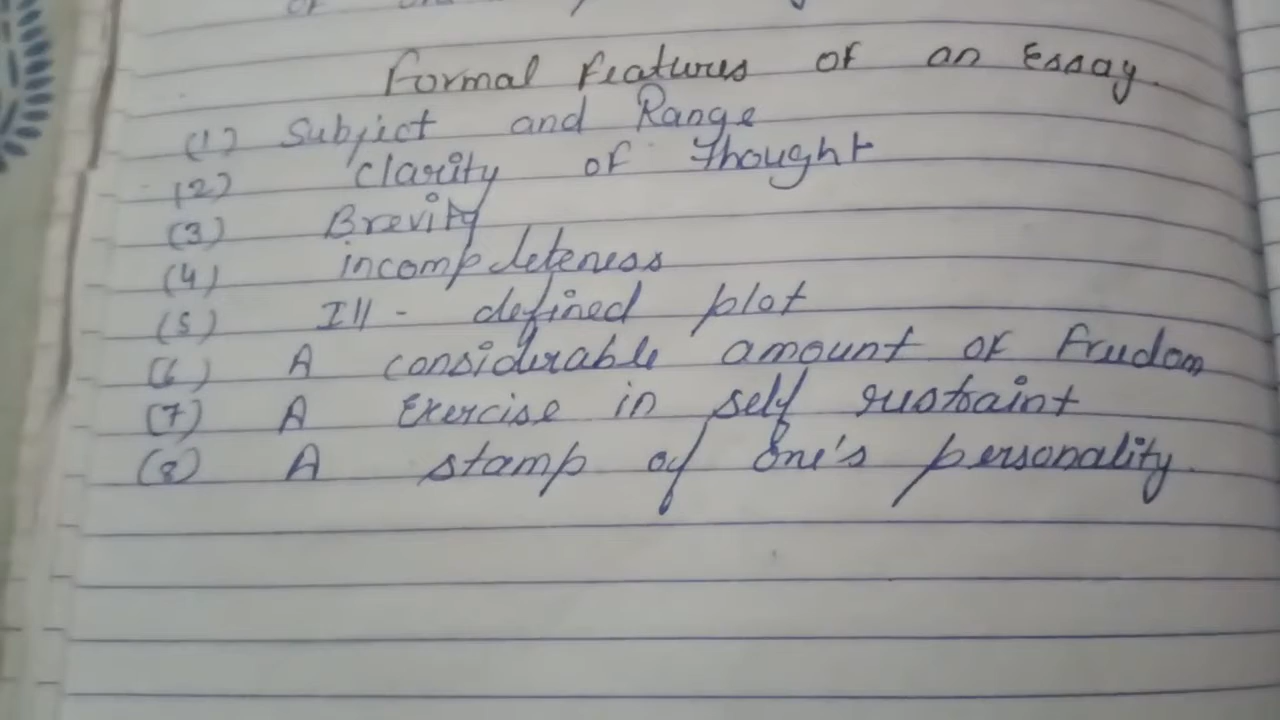 Formal Features of an Essay.
(1) Subject and Range
(2) Clarity of Thought
(3) Brevity
(4) incompleteness
(5) Ill - defined plot
(6) A considerable amount of Freedom
(7) A Exercise in self restraint
(8) A stamp of One's personality.